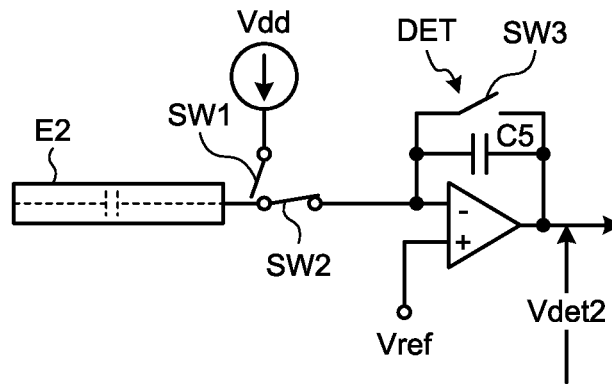 Vdd
DET
SW3
SW1
E2
C5
SW2
-
+
Vref
Vdet2